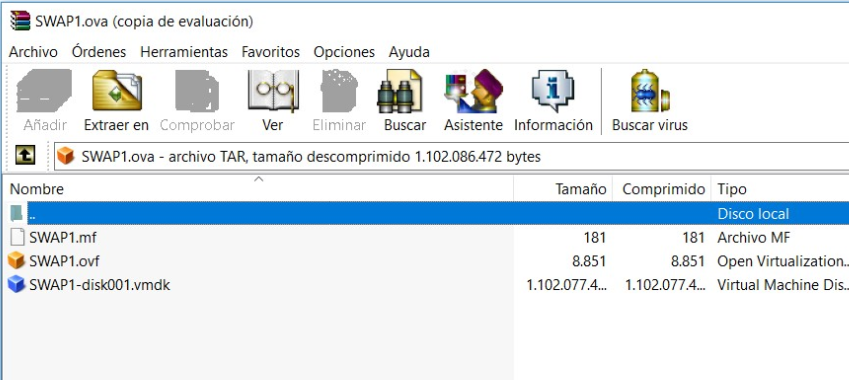 SWAP1.ova (copia de evaluación)
Archivo Órdenes Herramientas Favoritos Opciones Ayuda
Añadir Extraer en Comprobar Ver Eliminar Buscar Asistente Información Buscar virus
SWAP1.ova - archivo TAR, tamaño descomprimido 1.102.086.472 bytes
Nombre Tamaño Comprimido Tipo
.. Disco local
SWAP1.mf 181 181 Archivo MF
SWAP1.ovf 8.851 8.851 Open Virtualization...
SWAP1-disk001.vmdk 1.102.077.4... 1.102.077.4... Virtual Machine Dis...